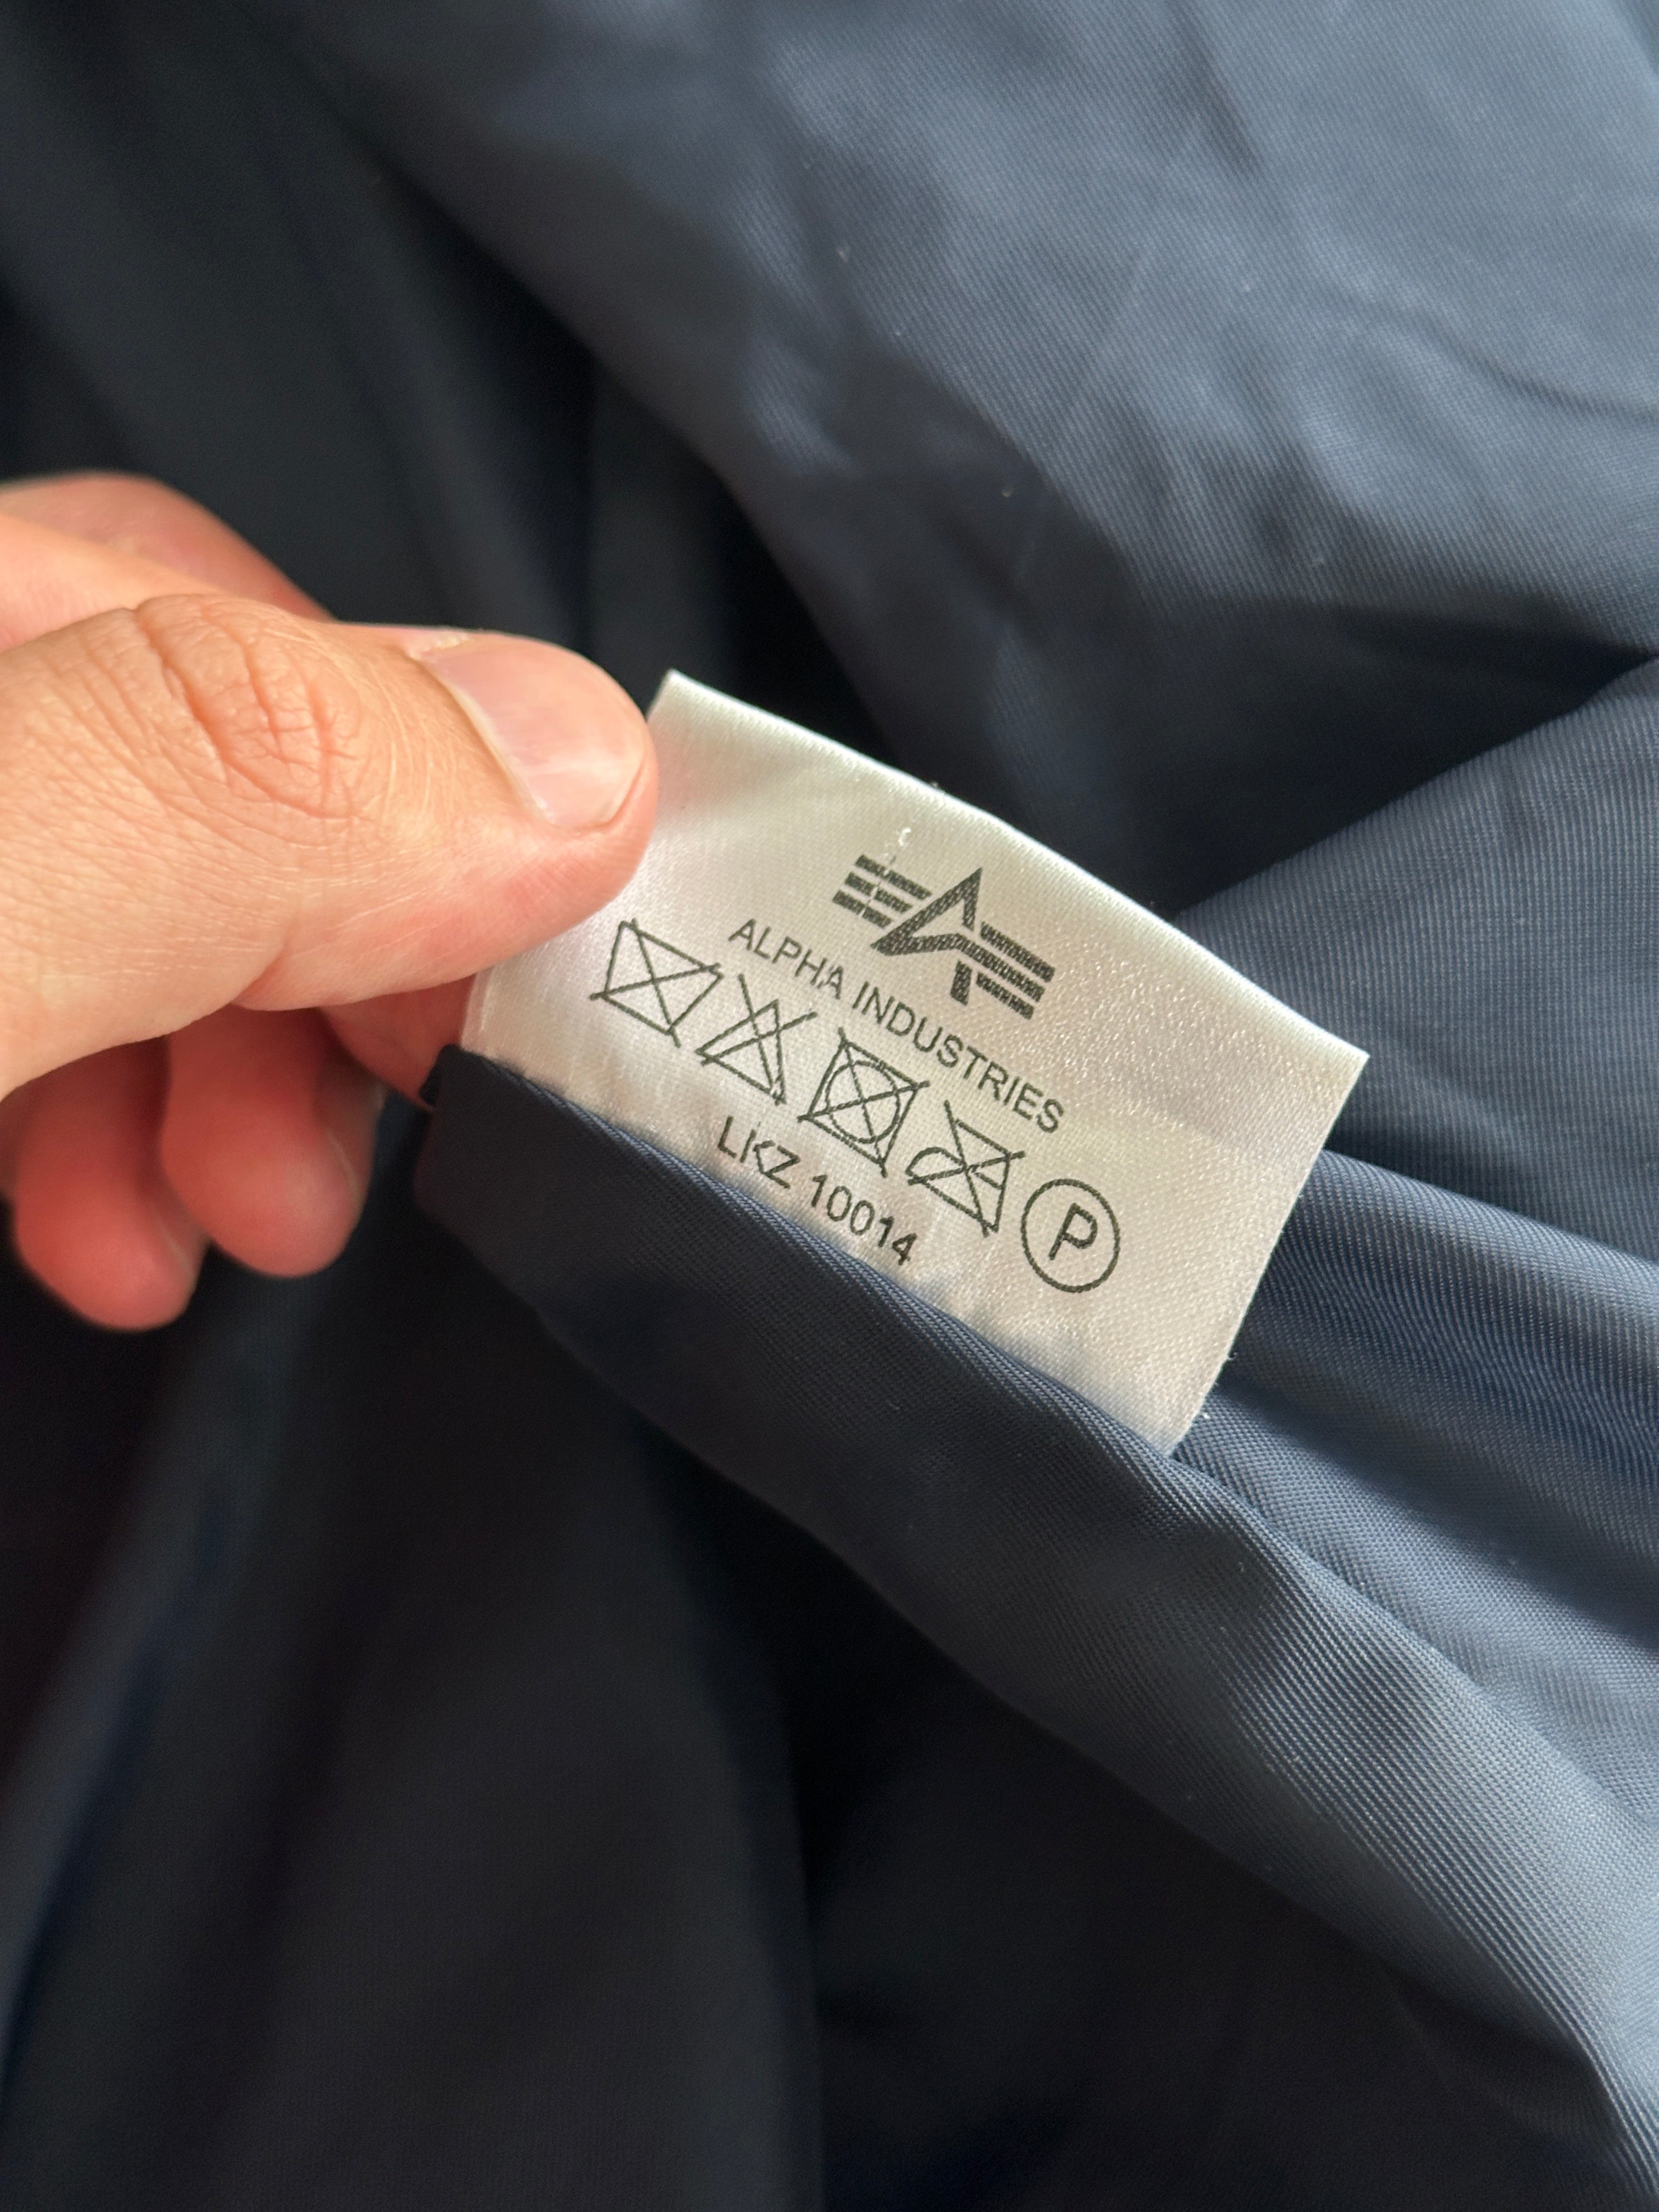 ALPHA INDUSTRIES
P
LKZ 10014